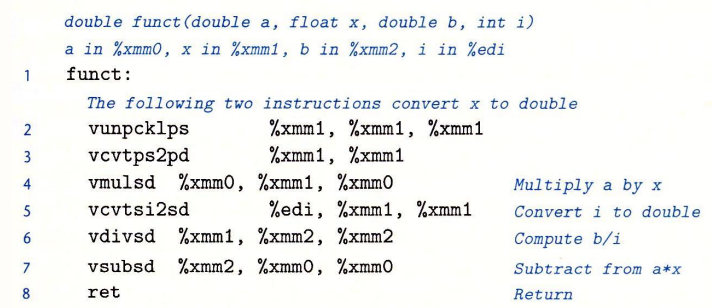 double funct(double a, float x, double b, int i)
a in %xmm0, x in %xmm1, b in %xmm2, i in %edi
1 funct:
The following two instructions convert x to double
2 vunpcklps %xmm1, %xmm1, %xmm1
3 vcvtps2pd %xmm1, %xmm1
4 vmulsd %xmm0, %xmm1, %xmm0 Multiply a by x
5 vcvtsi2sd %edi, %xmm1, %xmm1 Convert i to double
6 vdivsd %xmm1, %xmm2, %xmm2 Compute b/i
7 vsubsd %xmm2, %xmm0, %xmm0 Subtract from a*x
8 ret Return